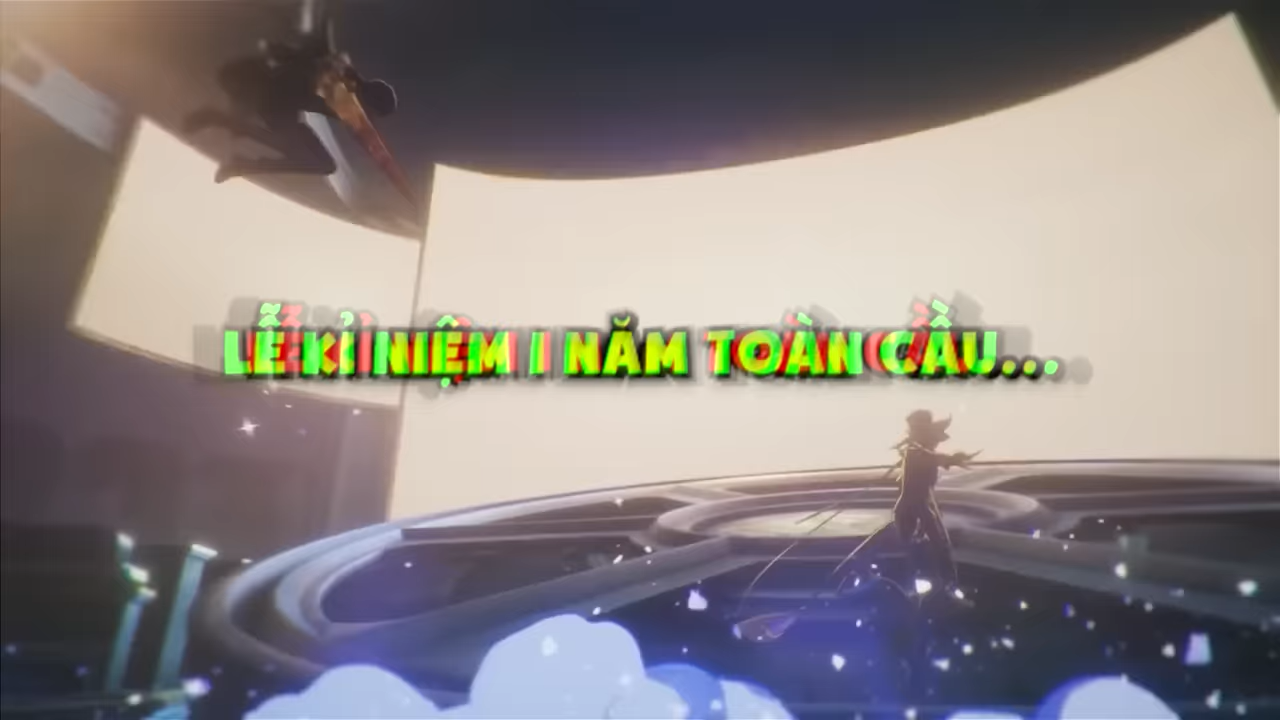 LỄ KỈ NIỆM 1 NĂM TOÀN CẦU...